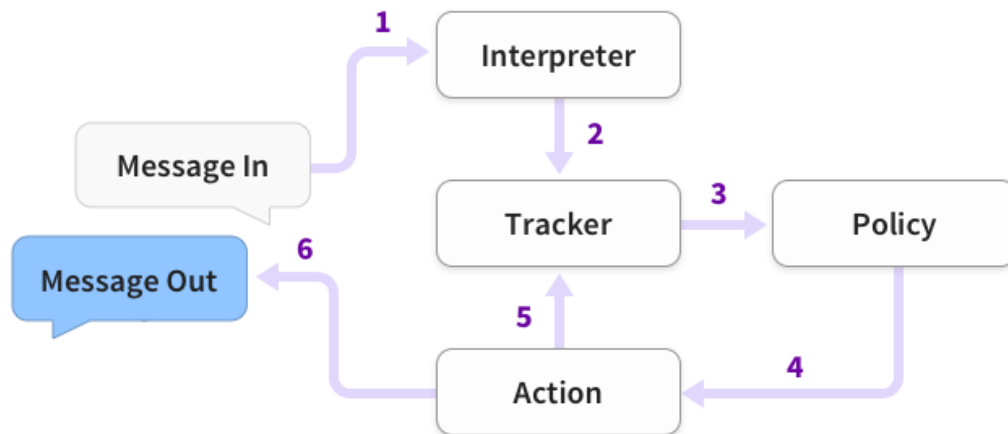 1
Interpreter
2
Message In
3
Tracker
Policy
6
Message Out
5
4
Action